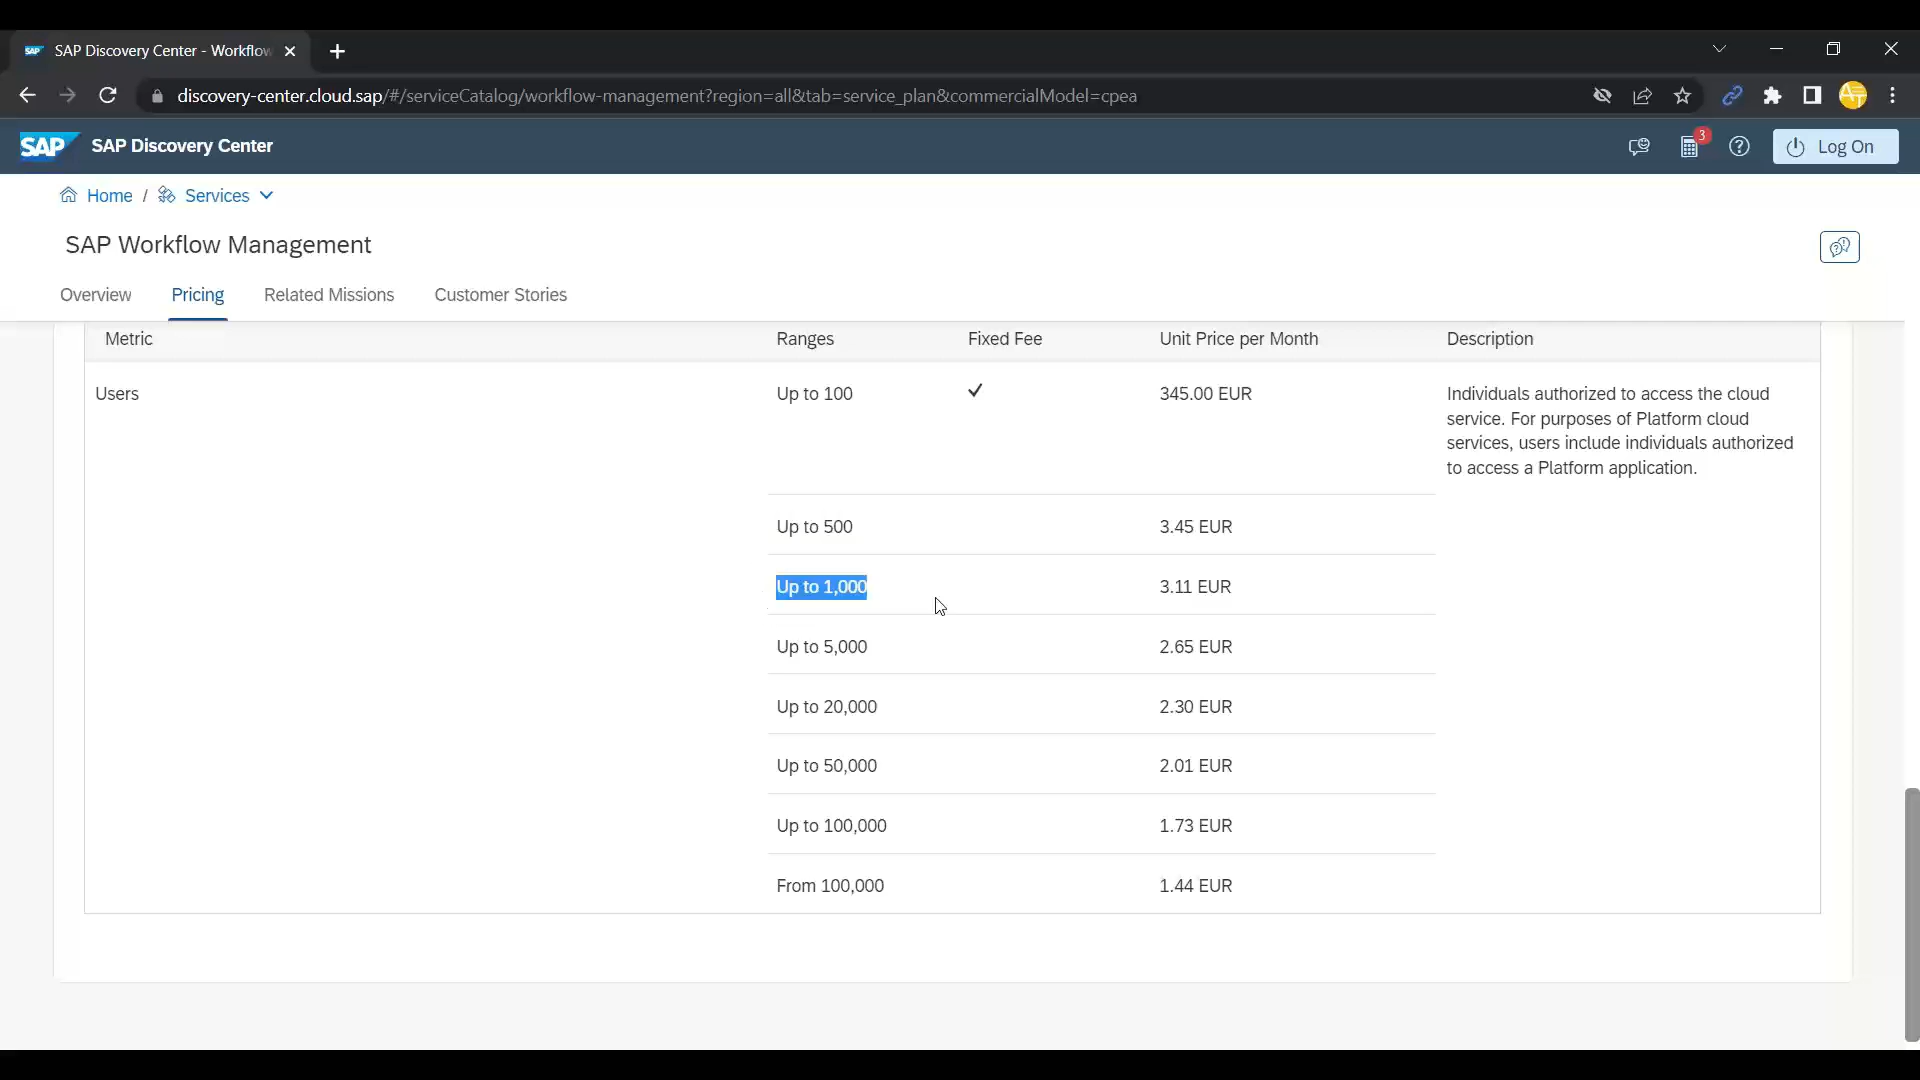 SAP SAP Discovery Center - Workflow
discovery-center.cloud.sap/#/serviceCatalog/workflow-management?region=all&tab=service_plan&commercialModel=cpea
SAP SAP Discovery Center 3 Log On
Home / Services
SAP Workflow Management
Overview Pricing Related Missions Customer Stories
Metric Ranges Fixed Fee Unit Price per Month Description
Users Up to 100 345.00 EUR Individuals authorized to access the cloud
service. For purposes of Platform cloud
services, users include individuals authorized
to access a Platform application.
Up to 500 3.45 EUR
Up to 1,000 3.11 EUR
Up to 5,000 2.65 EUR
Up to 20,000 2.30 EUR
Up to 50,000 2.01 EUR
Up to 100,000 1.73 EUR
From 100,000 1.44 EUR